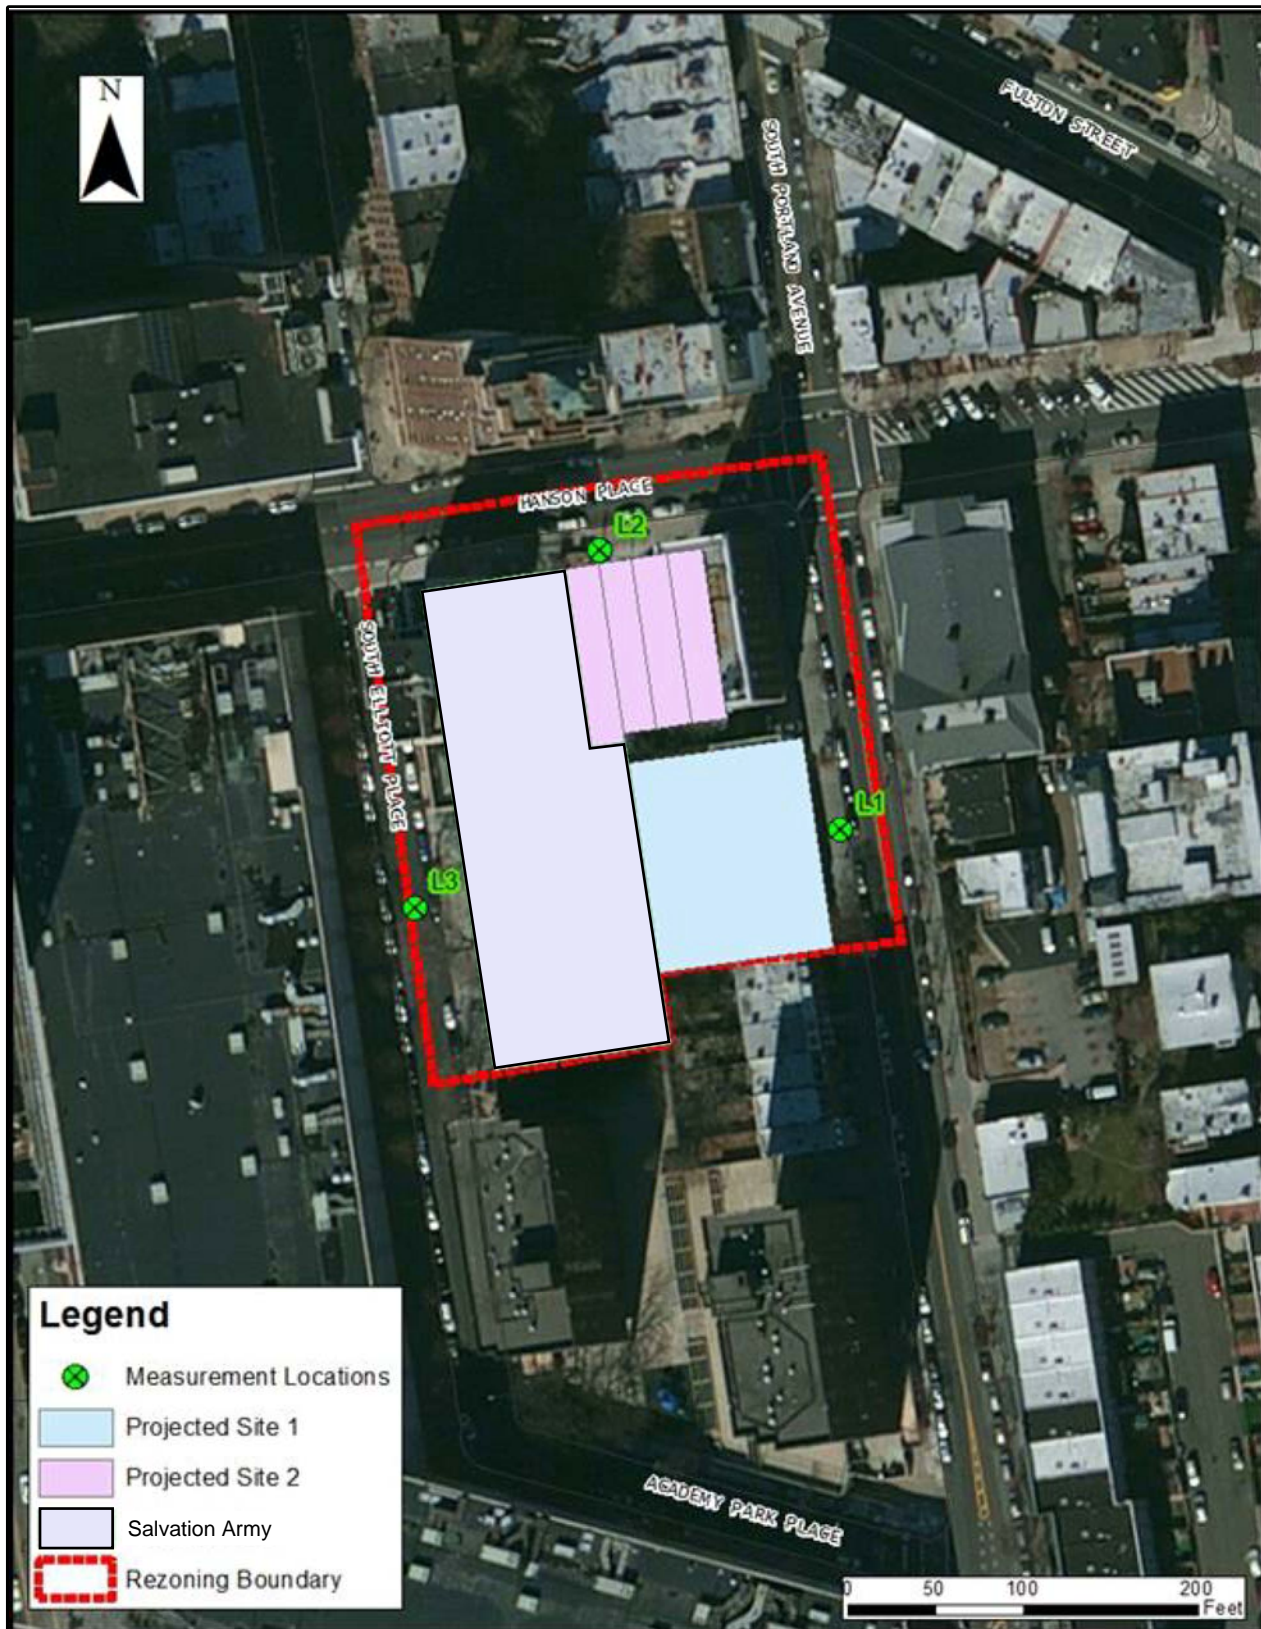 N
FULTON STREET
SOUTH PORTLAND AVENUE
HANSON PLACE
L2
SOUTH ELLIOTT PLACE
L1
L3
ACADEMY PARK PLACE
Legend
Measurement Locations
Projected Site 1
Projected Site 2
Salvation Army
Rezoning Boundary
0 50 100 200
Feet